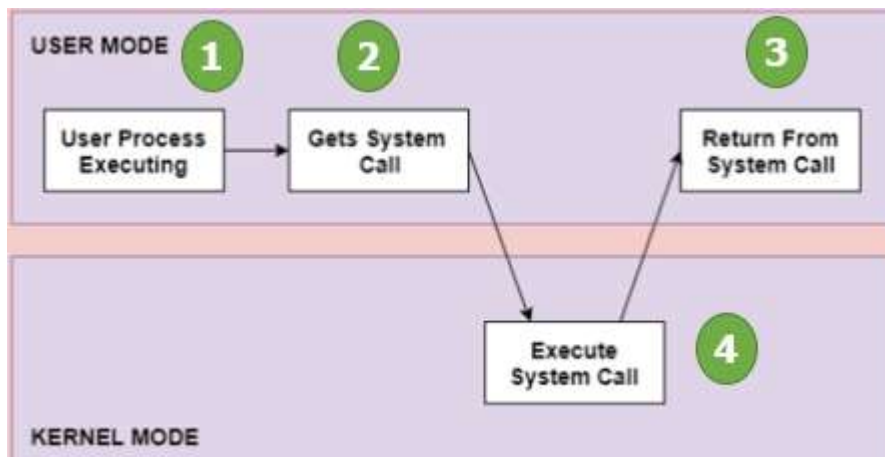 USER MODE
1
2
3
User Process
Executing
Gets System
Call
Return From
System Call
Execute
System Call
4
KERNEL MODE